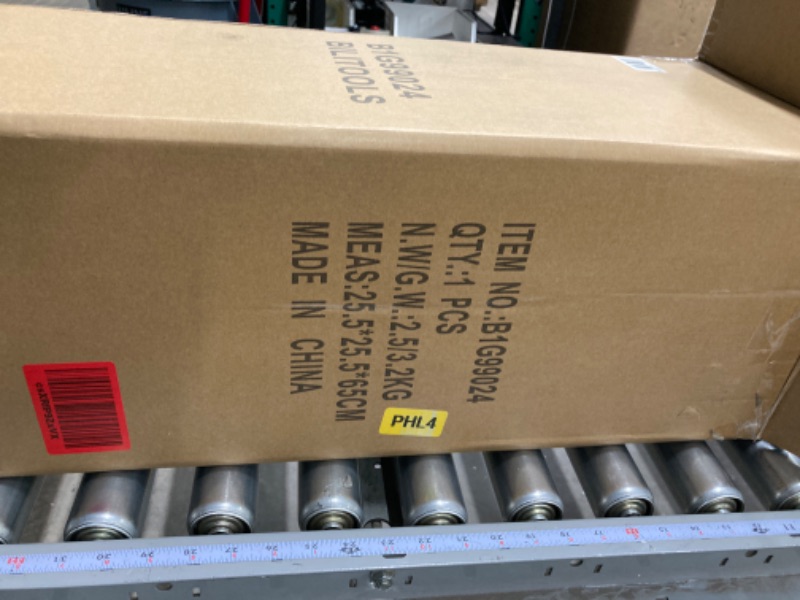 B1G99024
BILITOOLS
ITEM NO.:B1G99024
QTY.:1 PCS
N.W/G.W.:2.5/3.2KG
MEAS:25.5*25.5*65CM
MADE IN CHINA
PHL4